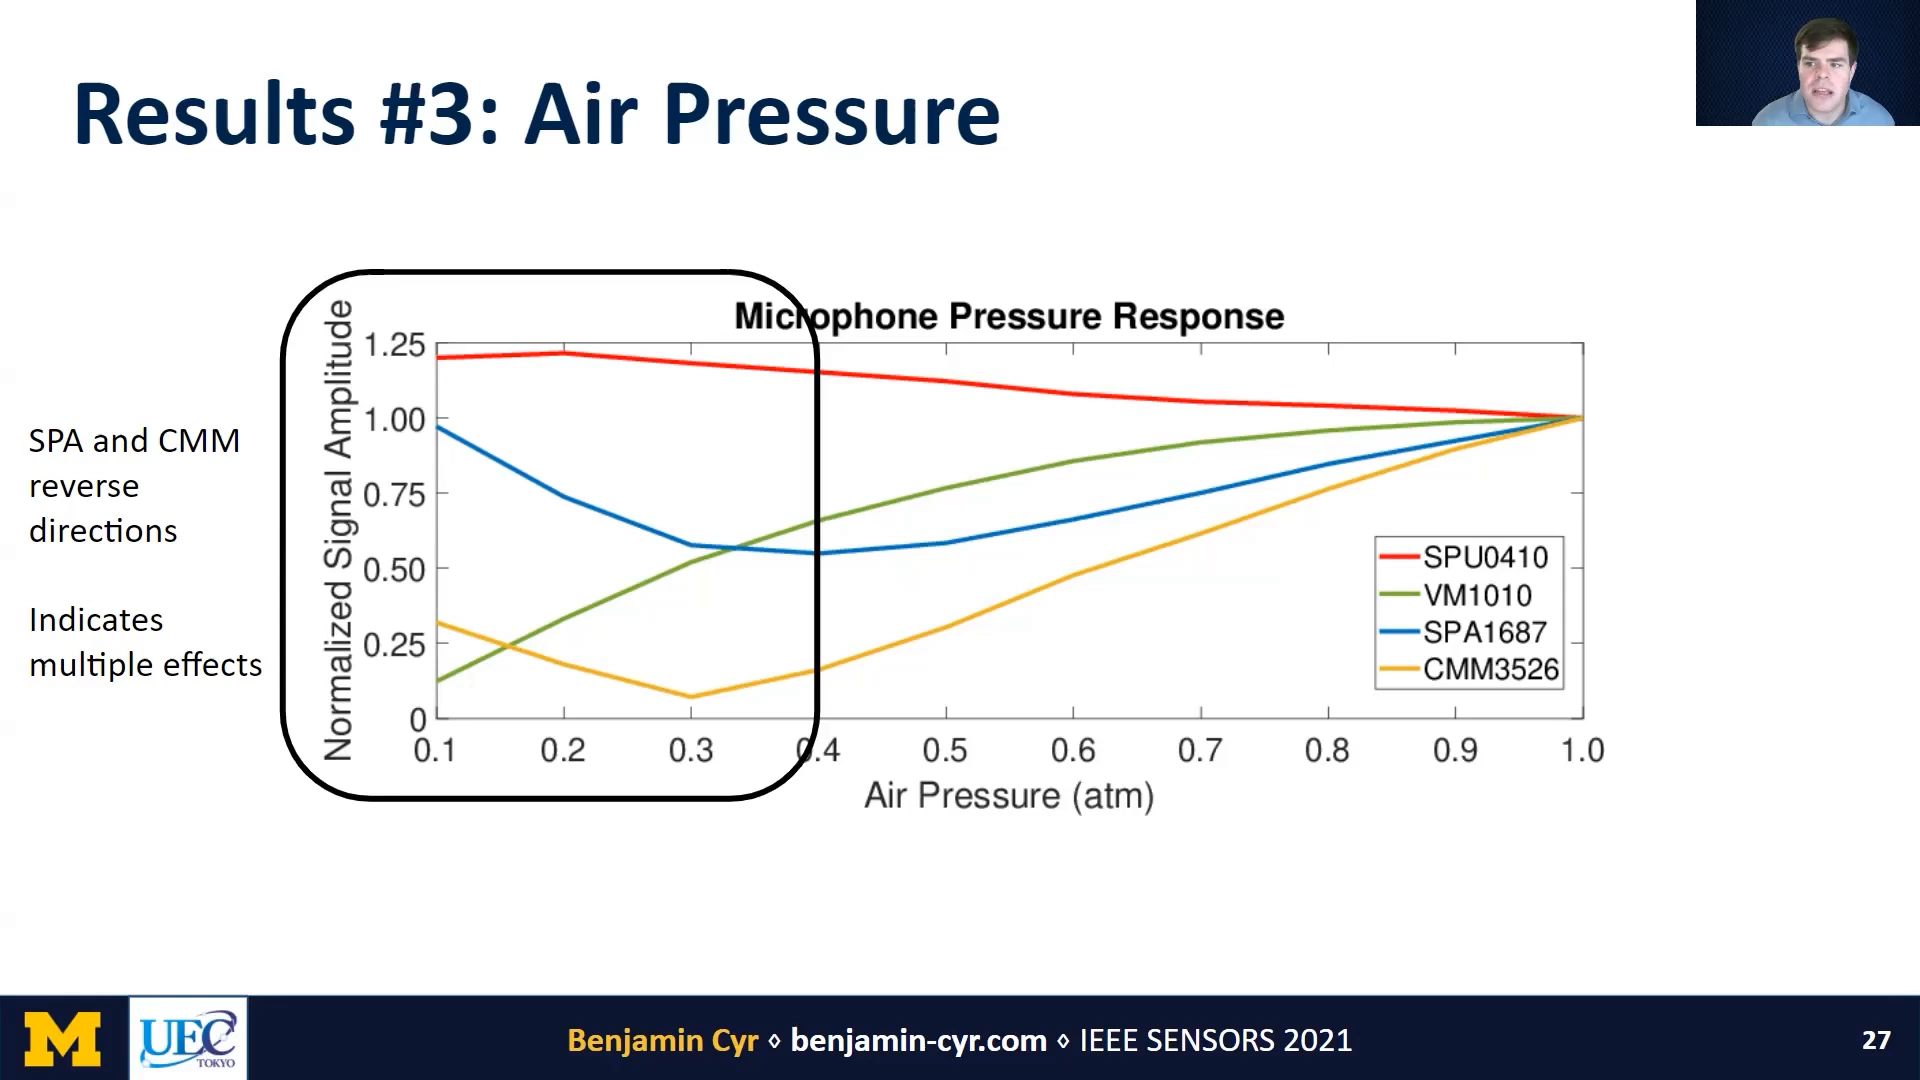 Results #3: Air Pressure
SPA and CMM
reverse
directions
Indicates
multiple effects
Microphone Pressure Response
Normalized Signal Amplitude
1.25
1.00
0.75
0.50
0.25
0
0.1 0.2 0.3 0.4 0.5 0.6 0.7 0.8 0.9 1.0
Air Pressure (atm)
SPU0410
VM1010
SPA1687
CMM3526
M
UEC
TOKYO
Benjamin Cyr ◊ benjamin-cyr.com ◊ IEEE SENSORS 2021
27